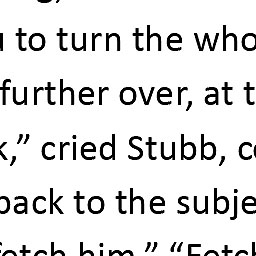 to turn the who
further over, at t
k,” cried Stubb, c
back to the subje
fetch him.” “Fetch